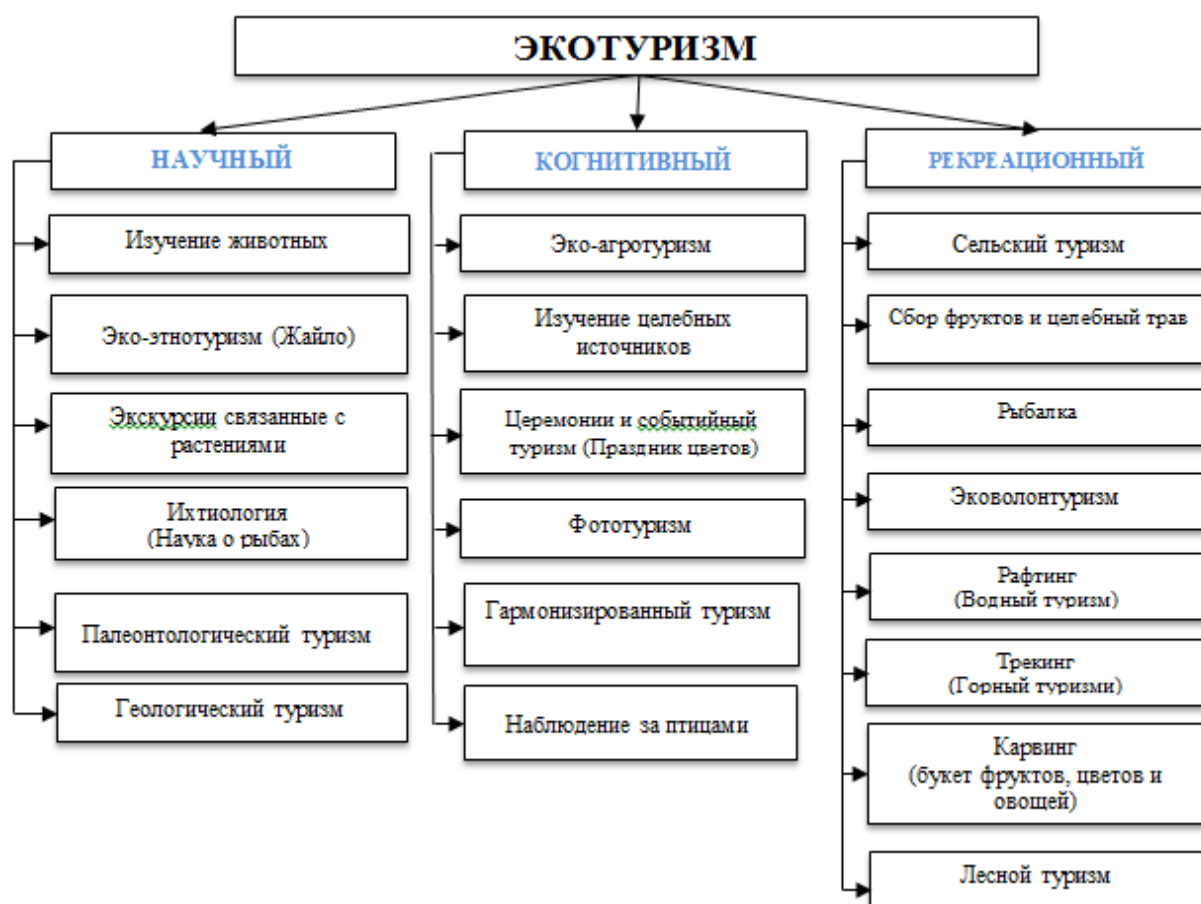 ЭКОТУРИЗМ
НАУЧНЫЙ
Изучение животных
Эко-этнотуризм (Жайло)
Экскурсии связанные с
растениями
Ихтиология
(Наука о рыбах)
Палеонтологический туризм
Геологический туризм
КОГНИТИВНЫЙ
Эко-агротуризм
Изучение целебных
источников
Церемонии и событийный
туризм (Праздник цветов)
Фототуризм
Гармонизированный туризм
Наблюдение за птицами
РЕКРЕАЦИОННЫЙ
Сельский туризм
Сбор фруктов и целебный трав
Рыбалка
Эковолонтуризм
Рафтинг
(Водный туризм)
Трекинг
(Горный туризми)
Карвинг
(букет фруктов, цветов и
овощей)
Лесной туризм